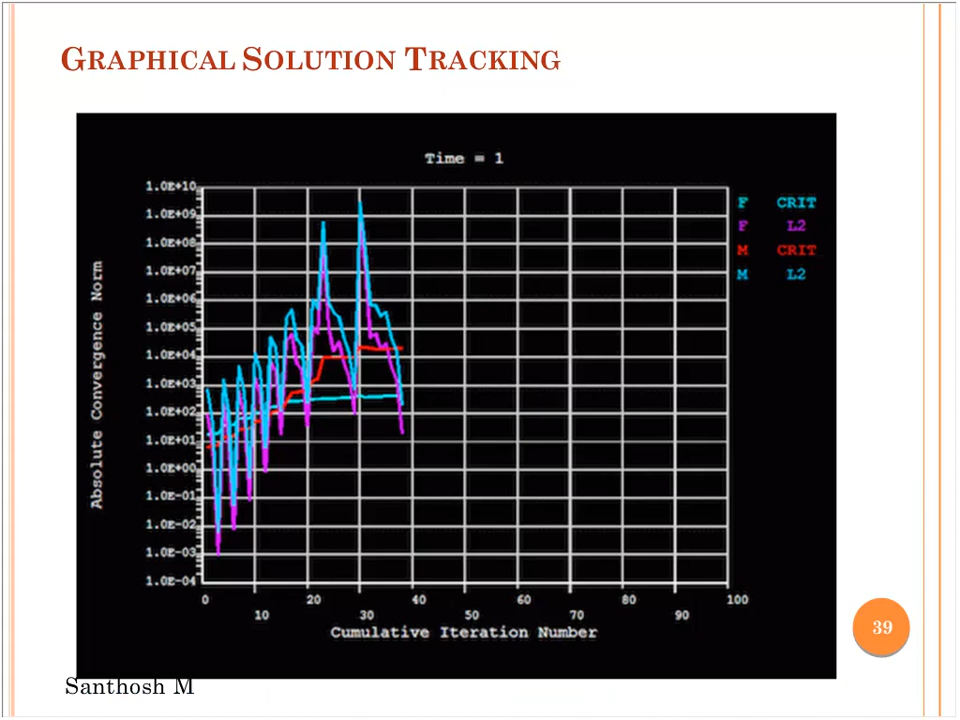 GRAPHICAL SOLUTION TRACKING
Time = 1
1.0E+10
1.0E+09
1.0E+08
1.0E+07
1.0E+06
1.0E+05
1.0E+04
1.0E+03
1.0E+02
1.0E+01
1.0E+00
1.0E-01
1.0E-02
1.0E-03
1.0E-04
Absolute Convergence Norm
F CRIT
F L2
M CRIT
M L2
0 20 40 60 80 100
10 30 50 70 90
Cumulative Iteration Number
39
Santhosh M